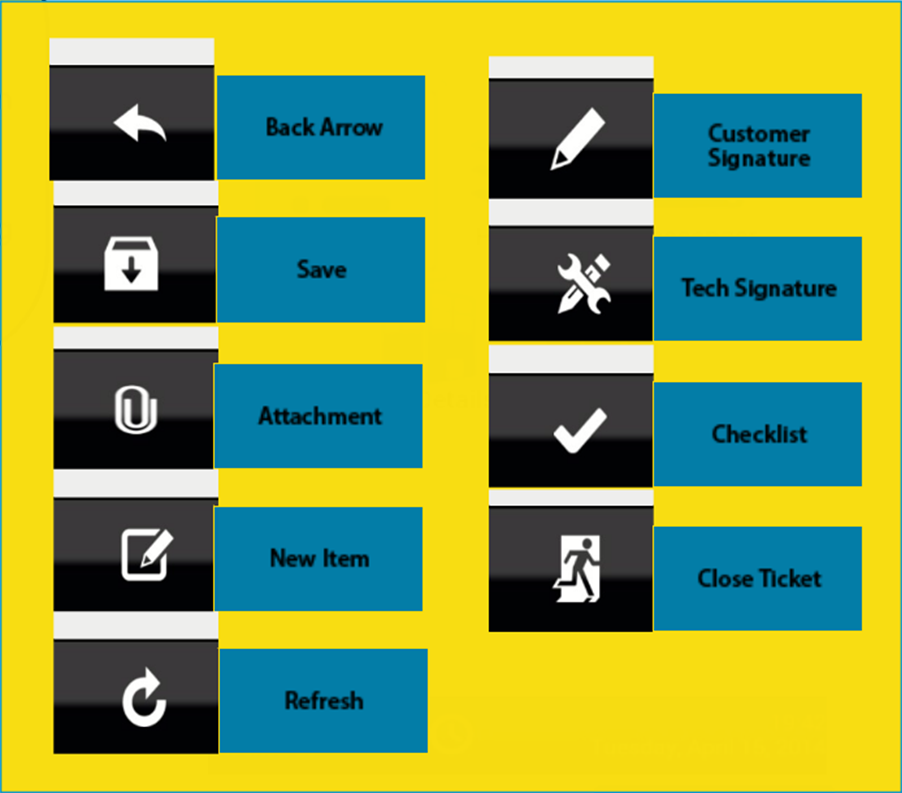 Back Arrow
Save
Attachment
New Item
Refresh
Customer
Signature
Tech Signature
Checklist
Close Ticket